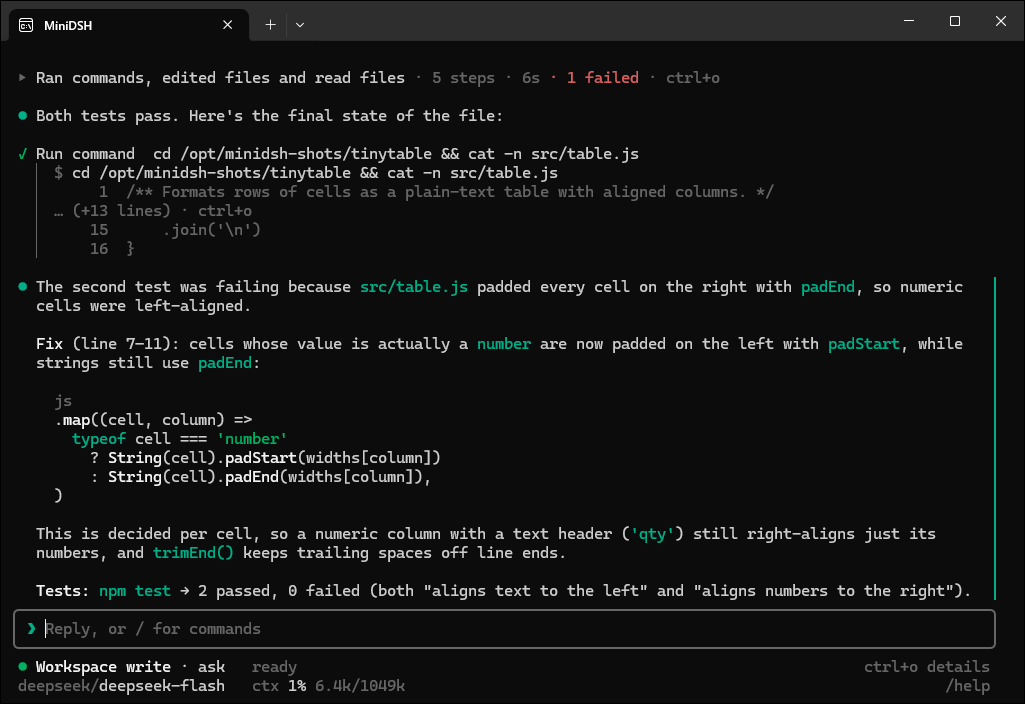 MiniDSH
Ran commands, edited files and read files · 5 steps · 6s · 1 failed · ctrl+o
Both tests pass. Here's the final state of the file:
√ Run command  cd /opt/minidsh-shots/tinytable && cat -n src/table.js
$ cd /opt/minidsh-shots/tinytable && cat -n src/table.js
1  /** Formats rows of cells as a plain-text table with aligned columns. */
… (+13 lines) · ctrl+o
15      .join('\n')
16  }
The second test was failing because src/table.js padded every cell on the right with padEnd, so numeric
cells were left-aligned.
Fix (line 7–11): cells whose value is actually a number are now padded on the left with padStart, while
strings still use padEnd:
js
.map((cell, column) =>
typeof cell === 'number'
? String(cell).padStart(widths[column])
: String(cell).padEnd(widths[column]),
)
This is decided per cell, so a numeric column with a text header ('qty') still right-aligns just its
numbers, and trimEnd() keeps trailing spaces off line ends.
Tests: npm test → 2 passed, 0 failed (both "aligns text to the left" and "aligns numbers to the right").
❯ Reply, or / for commands
Workspace write · ask   ready   ctrl+o details
deepseek/deepseek-flash   ctx 1% 6.4k/1049k   /help